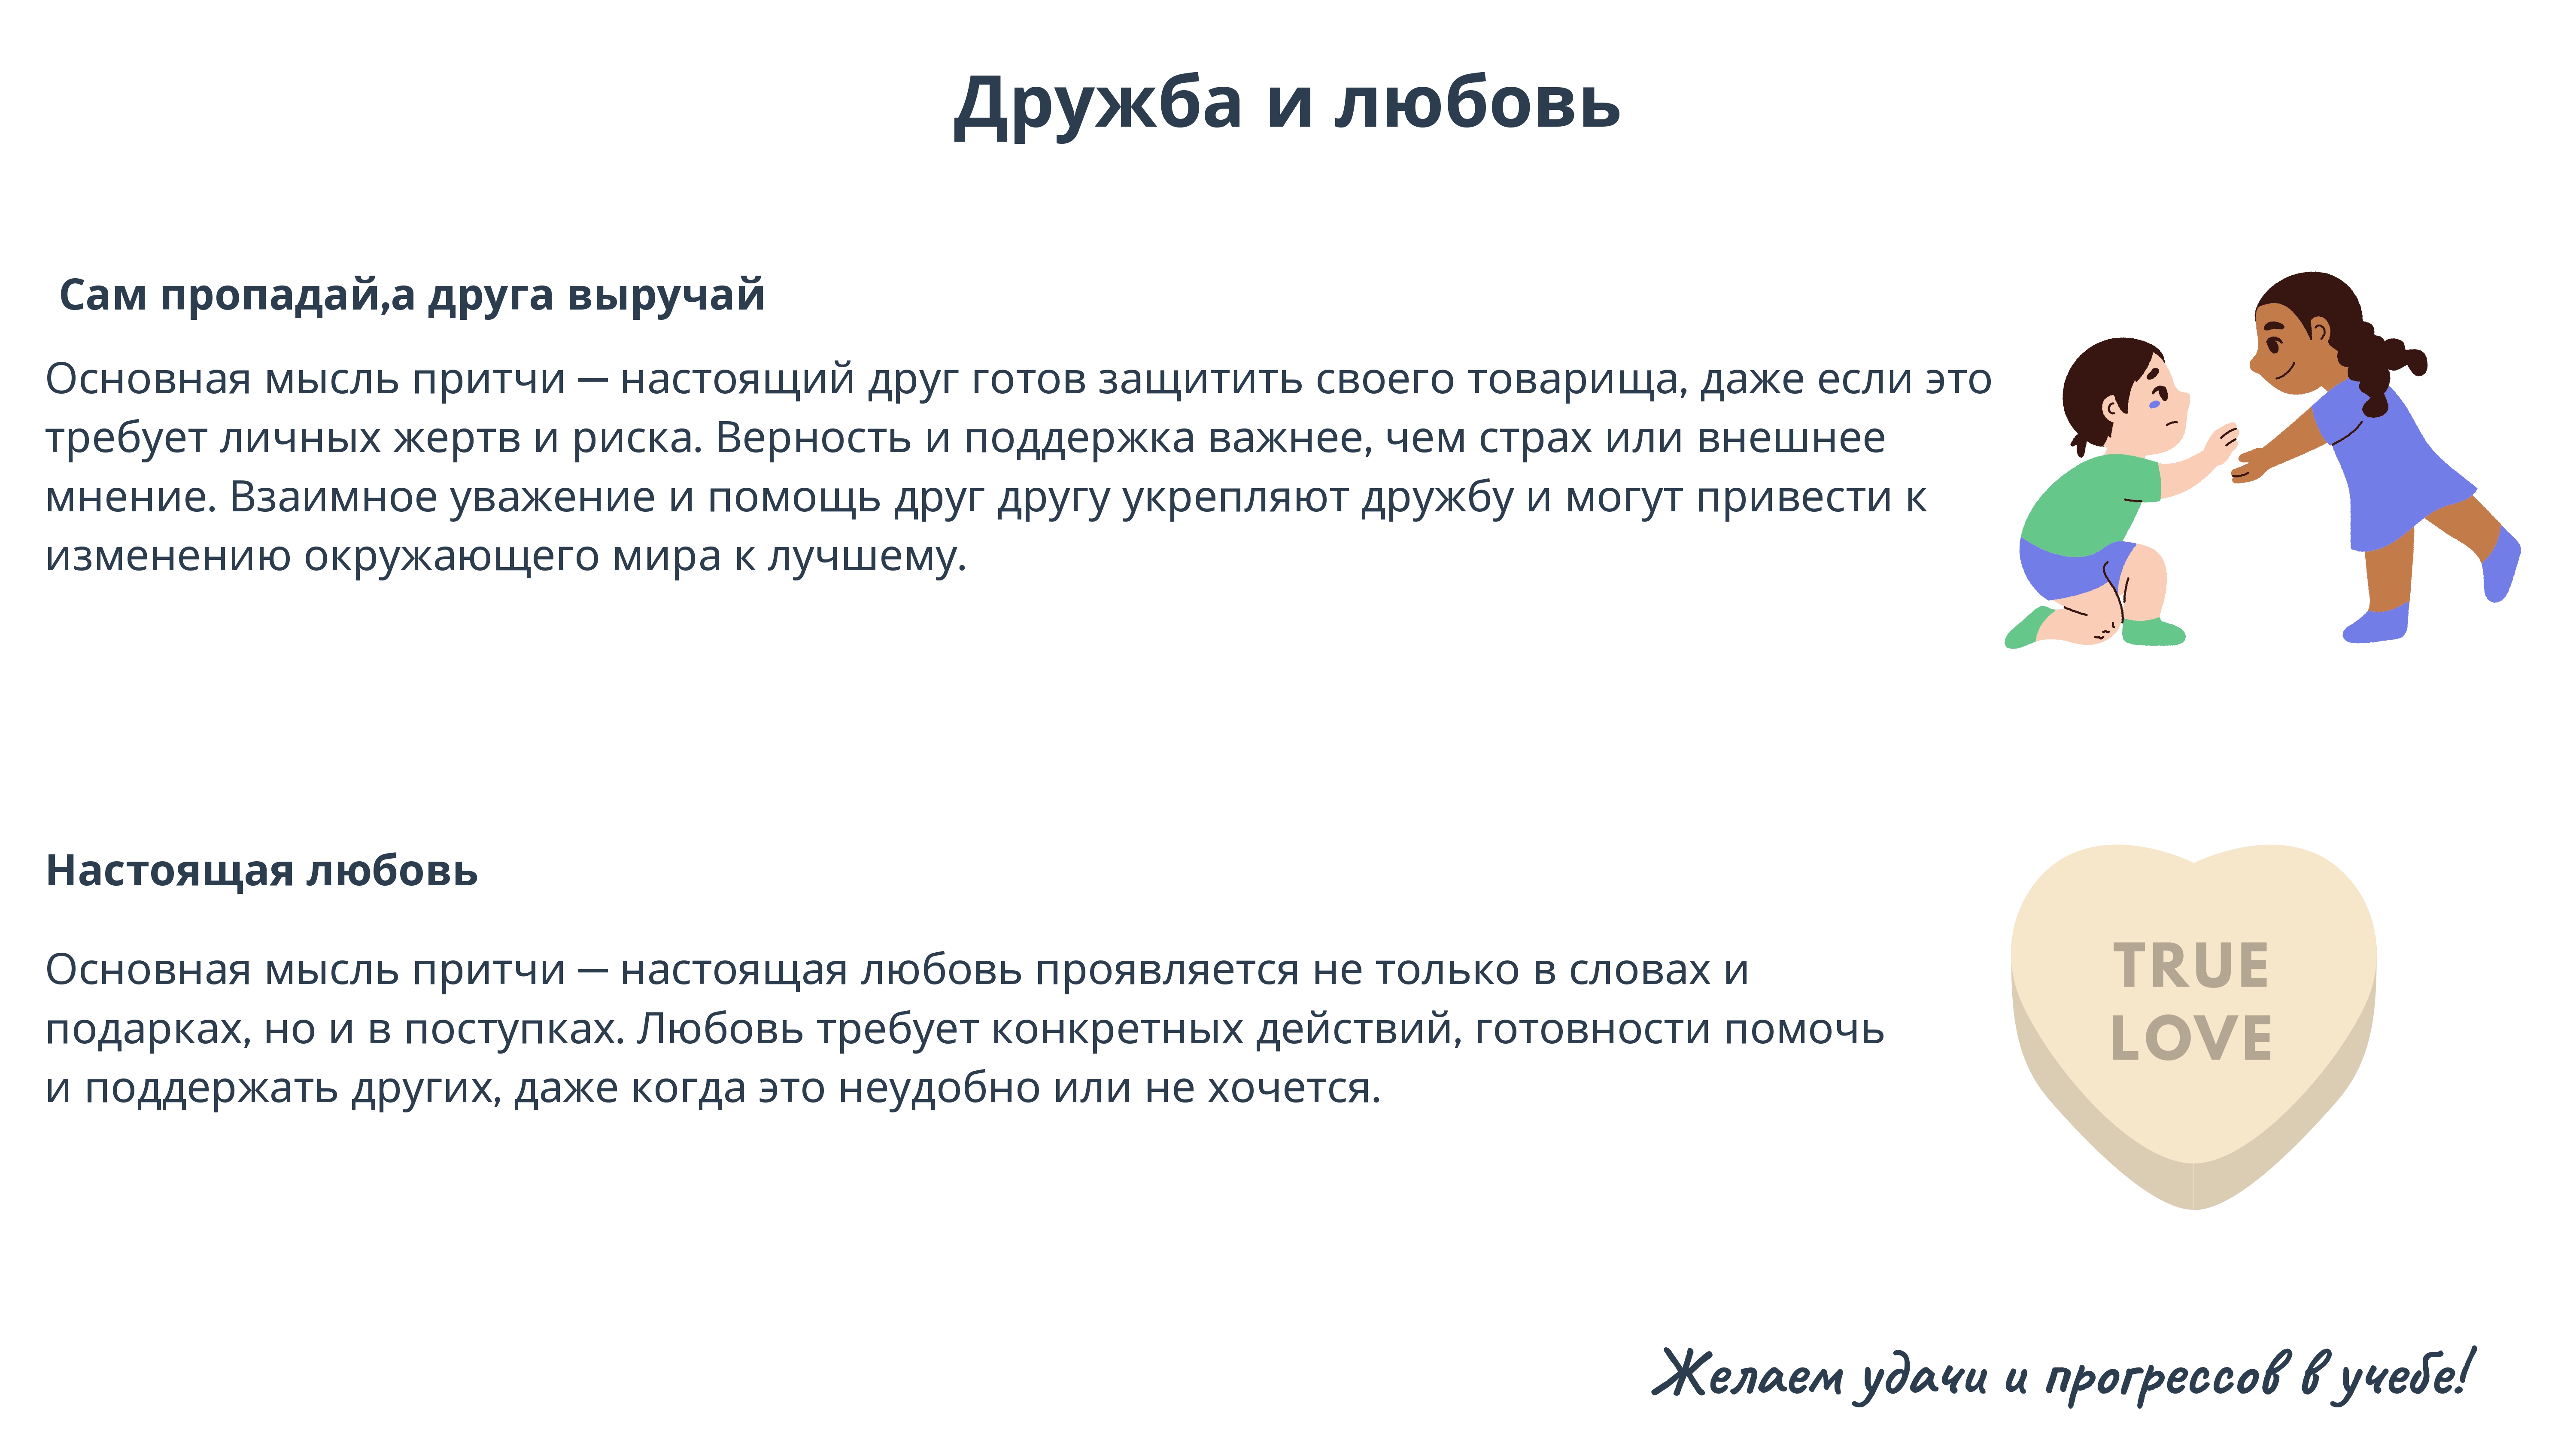 Дружба и любовь
Сам пропадай,а друга выручай
Основная мысль притчи — настоящий друг готов защитить своего товарища, даже если это
требует личных жертв и риска. Верность и поддержка важнее, чем страх или внешнее
мнение. Взаимное уважение и помощь друг другу укрепляют дружбу и могут привести к
изменению окружающего мира к лучшему.
Настоящая любовь
Основная мысль притчи — настоящая любовь проявляется не только в словах и
подарках, но и в поступках. Любовь требует конкретных действий, готовности помочь
и поддержать других, даже когда это неудобно или не хочется.
TRUE
LOVE
Желаем удачи и прогрессов в учебе!